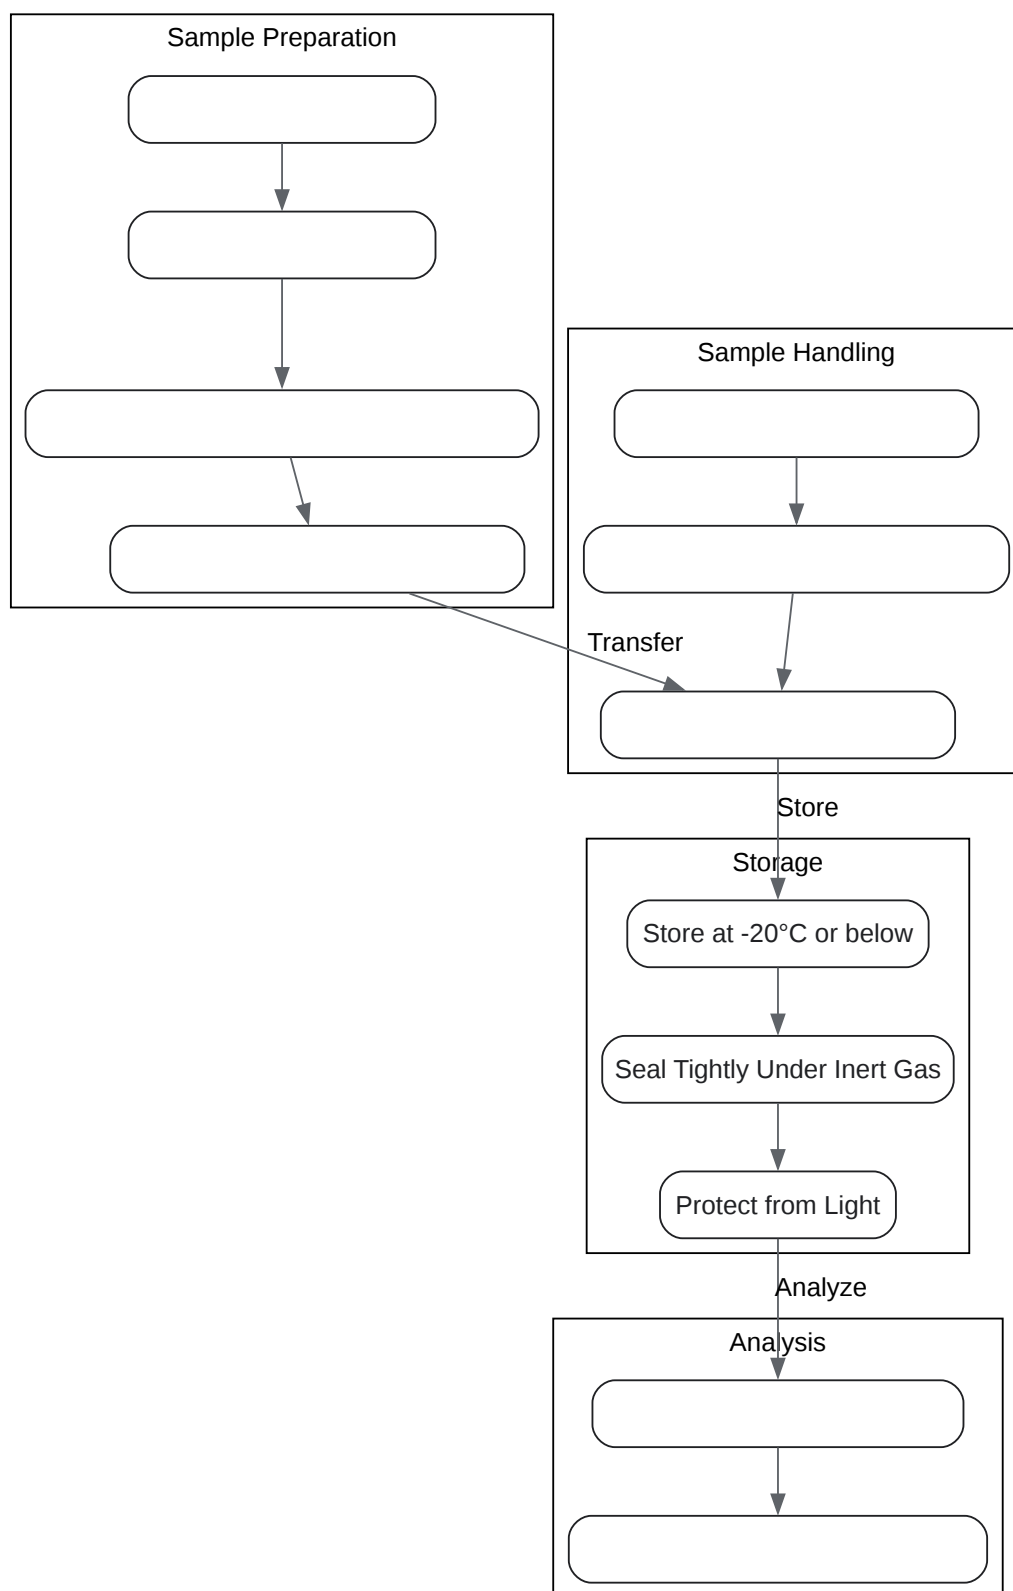 Sample Preparation
Sample Handling
Transfer
Store
Storage
Store at -20°C or below
Seal Tightly Under Inert Gas
Protect from Light
Analyze
Analysis